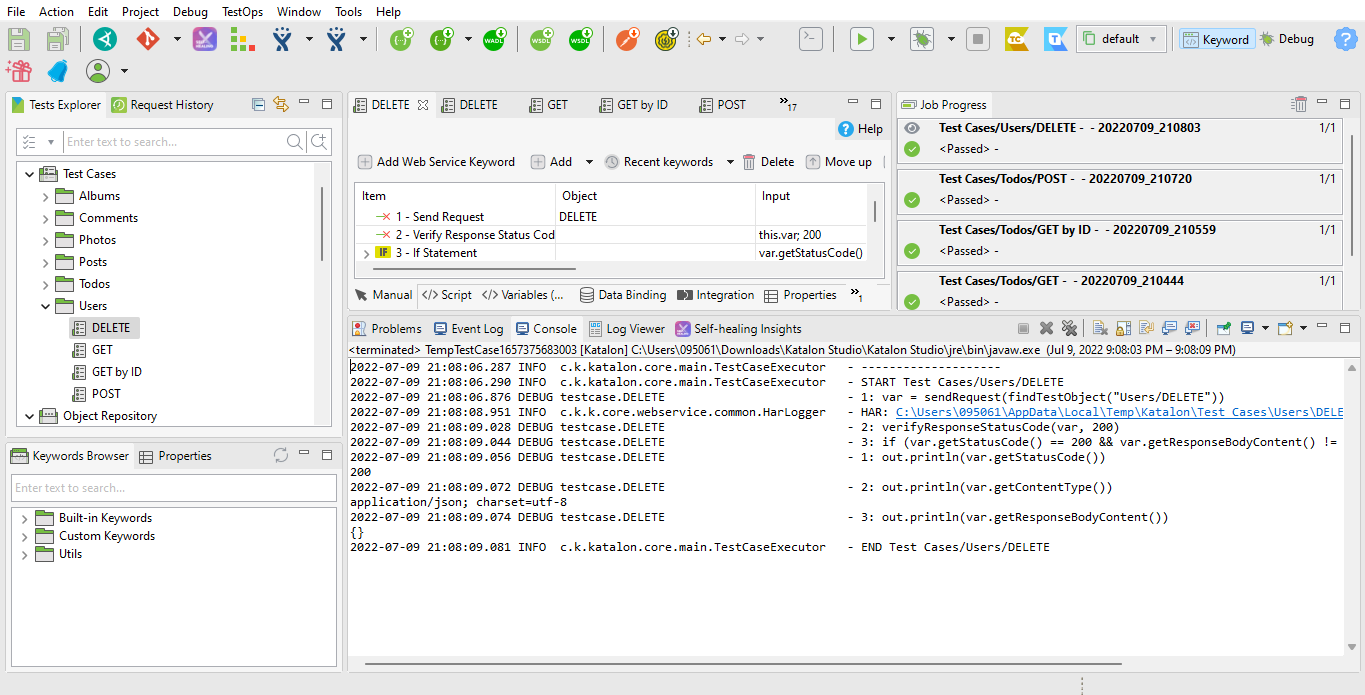 File Action Edit Project Debug TestOps Window Tools Help
WADL WSDL WSDL TC T default Keyword Debug ?
Tests Explorer Request History
Enter text to search...
Test Cases
Albums
Comments
Photos
Posts
Todos
Users
DELETE
GET
GET by ID
POST
Object Repository
Keywords Browser Properties
Enter text to search...
Built-in Keywords
Custom Keywords
Utils
DELETE DELETE GET GET by ID POST »17
Help
Add Web Service Keyword Add Recent keywords Delete Move up
Item Object Input
1 - Send Request DELETE
2 - Verify Response Status Cod this.var; 200
IF 3 - If Statement var.getStatusCode()
Manual </> Script </> Variables (... Data Binding Integration Properties »1
Job Progress
Test Cases/Users/DELETE - - 20220709_210803 1/1
<Passed> -
Test Cases/Todos/POST - - 20220709_210720 1/1
<Passed> -
Test Cases/Todos/GET by ID - - 20220709_210559 1/1
<Passed> -
Test Cases/Todos/GET - - 20220709_210444 1/1
<Passed> -
Problems Event Log Console Log Viewer Self-healing Insights
<terminated> TempTestCase1657375683003 [Katalon] C:\Users\095061\Downloads\Katalon Studio\Katalon Studio\jre\bin\javaw.exe (Jul 9, 2022 9:08:03 PM – 9:08:09 PM)
2022-07-09 21:08:06.287 INFO c.k.katalon.core.main.TestCaseExecutor - --------------------
2022-07-09 21:08:06.290 INFO c.k.katalon.core.main.TestCaseExecutor - START Test Cases/Users/DELETE
2022-07-09 21:08:06.876 DEBUG testcase.DELETE - 1: var = sendRequest(findTestObject("Users/DELETE"))
2022-07-09 21:08:08.951 INFO c.k.k.core.webservice.common.HarLogger - HAR: C:\Users\095061\AppData\Local\Temp\Katalon\Test Cases\Users\DELE
2022-07-09 21:08:09.028 DEBUG testcase.DELETE - 2: verifyResponseStatusCode(var, 200)
2022-07-09 21:08:09.044 DEBUG testcase.DELETE - 3: if (var.getStatusCode() == 200 && var.getResponseBodyContent() !=
2022-07-09 21:08:09.056 DEBUG testcase.DELETE - 1: out.println(var.getStatusCode())
200
2022-07-09 21:08:09.072 DEBUG testcase.DELETE - 2: out.println(var.getContentType())
application/json; charset=utf-8
2022-07-09 21:08:09.074 DEBUG testcase.DELETE - 3: out.println(var.getResponseBodyContent())
{}
2022-07-09 21:08:09.081 INFO c.k.katalon.core.main.TestCaseExecutor - END Test Cases/Users/DELETE